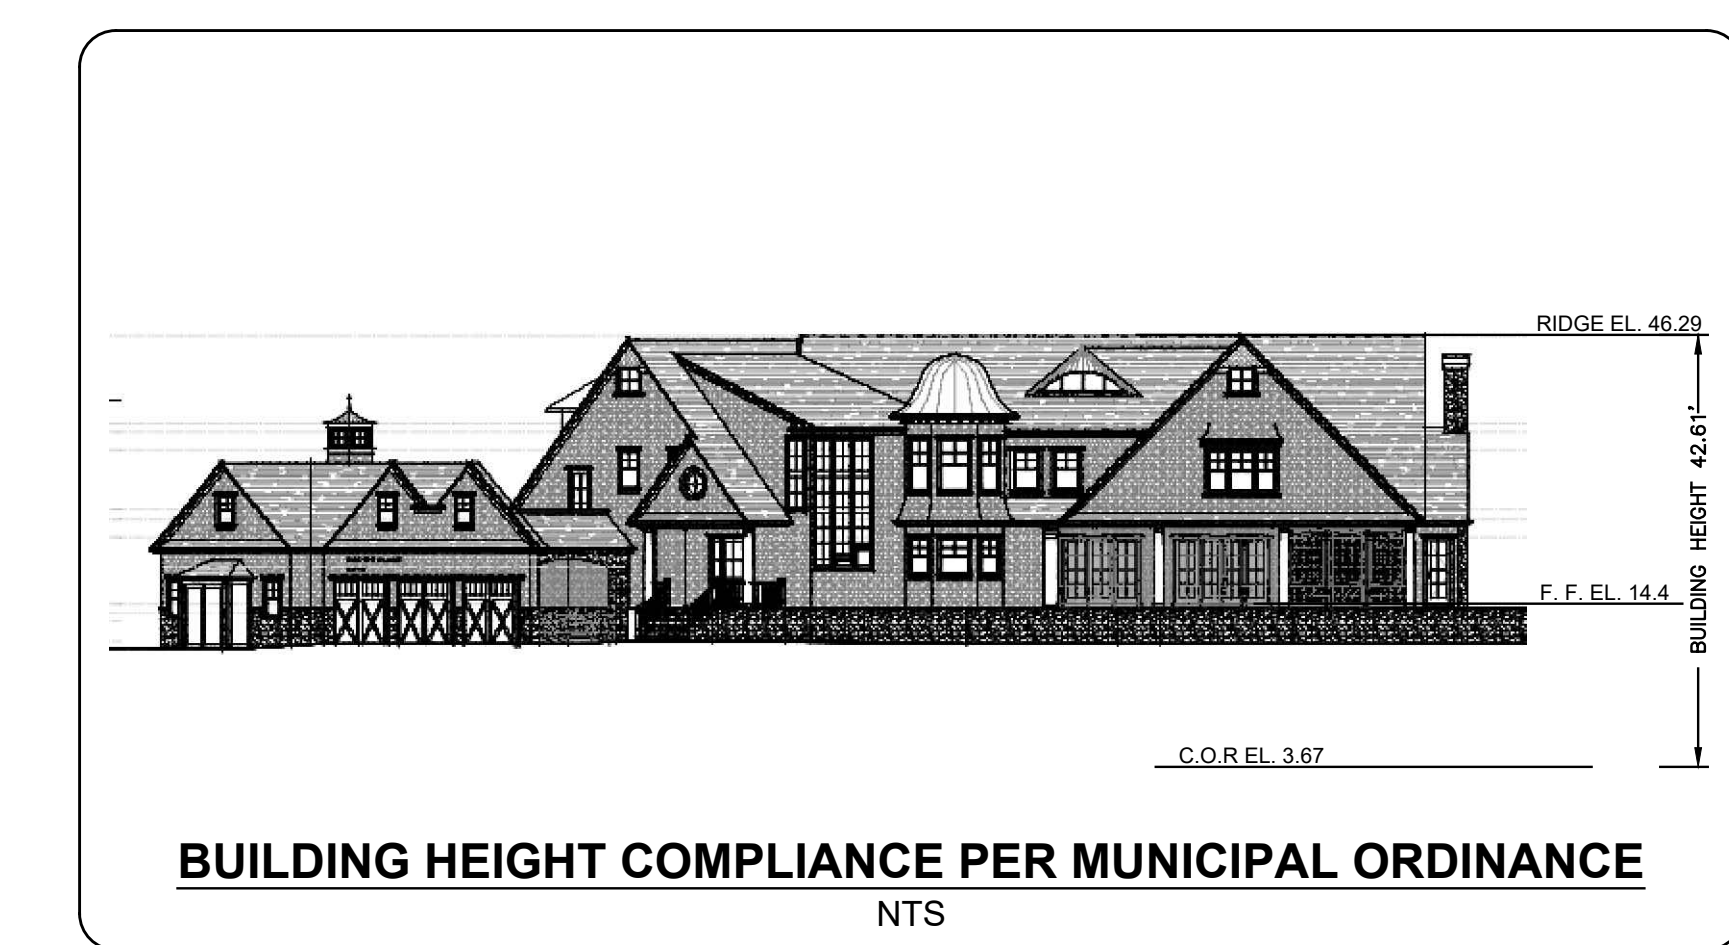 RIDGE EL. 46.29
BUILDING HEIGHT 42.61'
F. F. EL. 14.4
C.O.R EL. 3.67
BUILDING HEIGHT COMPLIANCE PER MUNICIPAL ORDINANCE
NTS